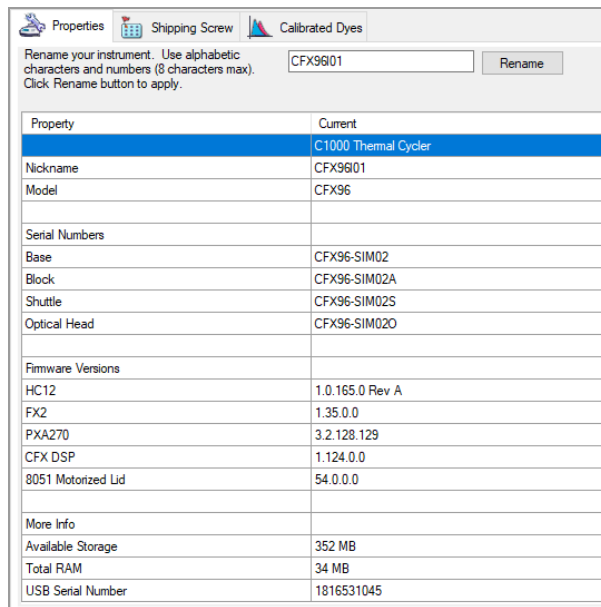 Properties Shipping Screw Calibrated Dyes
Rename your instrument. Use alphabetic
characters and numbers (8 characters max).
Click Rename button to apply.
CFX96I01
Rename
Property Current
C1000 Thermal Cycler
Nickname CFX96I01
Model CFX96
Serial Numbers
Base CFX96-SIM02
Block CFX96-SIM02A
Shuttle CFX96-SIM02S
Optical Head CFX96-SIM02O
Firmware Versions
HC12 1.0.165.0 Rev A
FX2 1.35.0.0
PXA270 3.2.128.129
CFX DSP 1.124.0.0
8051 Motorized Lid 54.0.0.0
More Info
Available Storage 352 MB
Total RAM 34 MB
USB Serial Number 1816531045